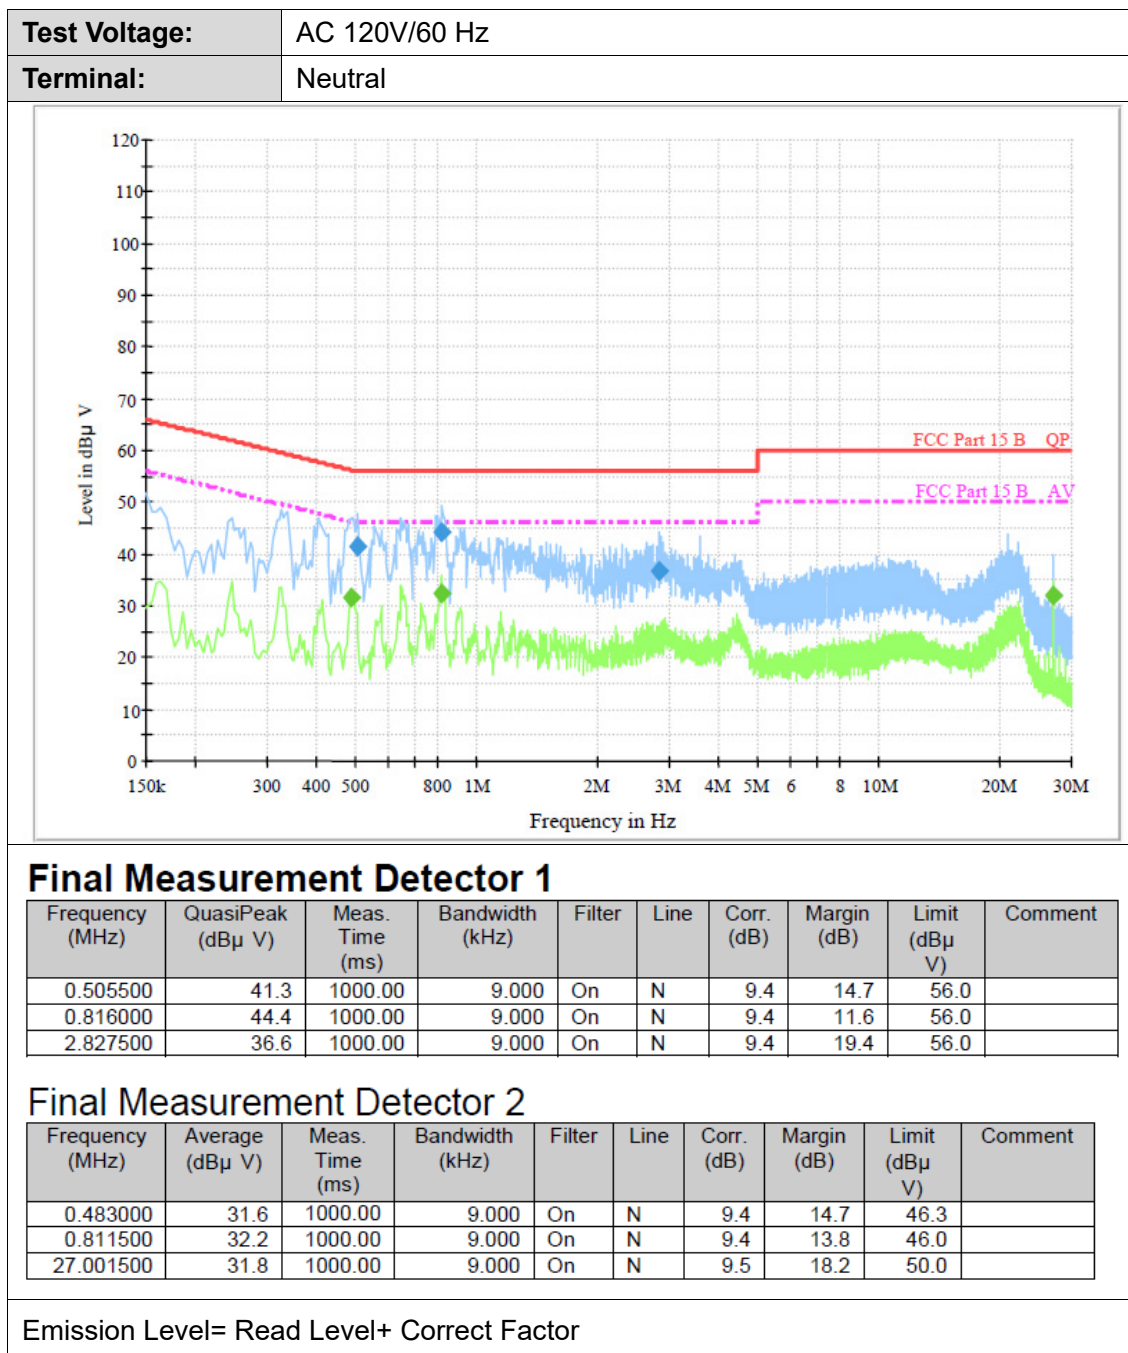 Test Voltage: AC 120V/60 Hz
Terminal: Neutral
120
110
100
90
80
70
60
50
40
30
20
10
0
Level in dBµ V
FCC Part 15 B QP
FCC Part 15 B AV
150k 300 400 500 800 1M 2M 3M 4M 5M 6 8 10M 20M 30M
Frequency in Hz
Final Measurement Detector 1
Frequency (MHz) QuasiPeak (dBµ V) Meas. Time (ms) Bandwidth (kHz) Filter Line Corr. (dB) Margin (dB) Limit (dBµ V) Comment
0.505500 41.3 1000.00 9.000 On N 9.4 14.7 56.0
0.816000 44.4 1000.00 9.000 On N 9.4 11.6 56.0
2.827500 36.6 1000.00 9.000 On N 9.4 19.4 56.0
Final Measurement Detector 2
Frequency (MHz) Average (dBµ V) Meas. Time (ms) Bandwidth (kHz) Filter Line Corr. (dB) Margin (dB) Limit (dBµ V) Comment
0.483000 31.6 1000.00 9.000 On N 9.4 14.7 46.3
0.811500 32.2 1000.00 9.000 On N 9.4 13.8 46.0
27.001500 31.8 1000.00 9.000 On N 9.5 18.2 50.0
Emission Level= Read Level+ Correct Factor